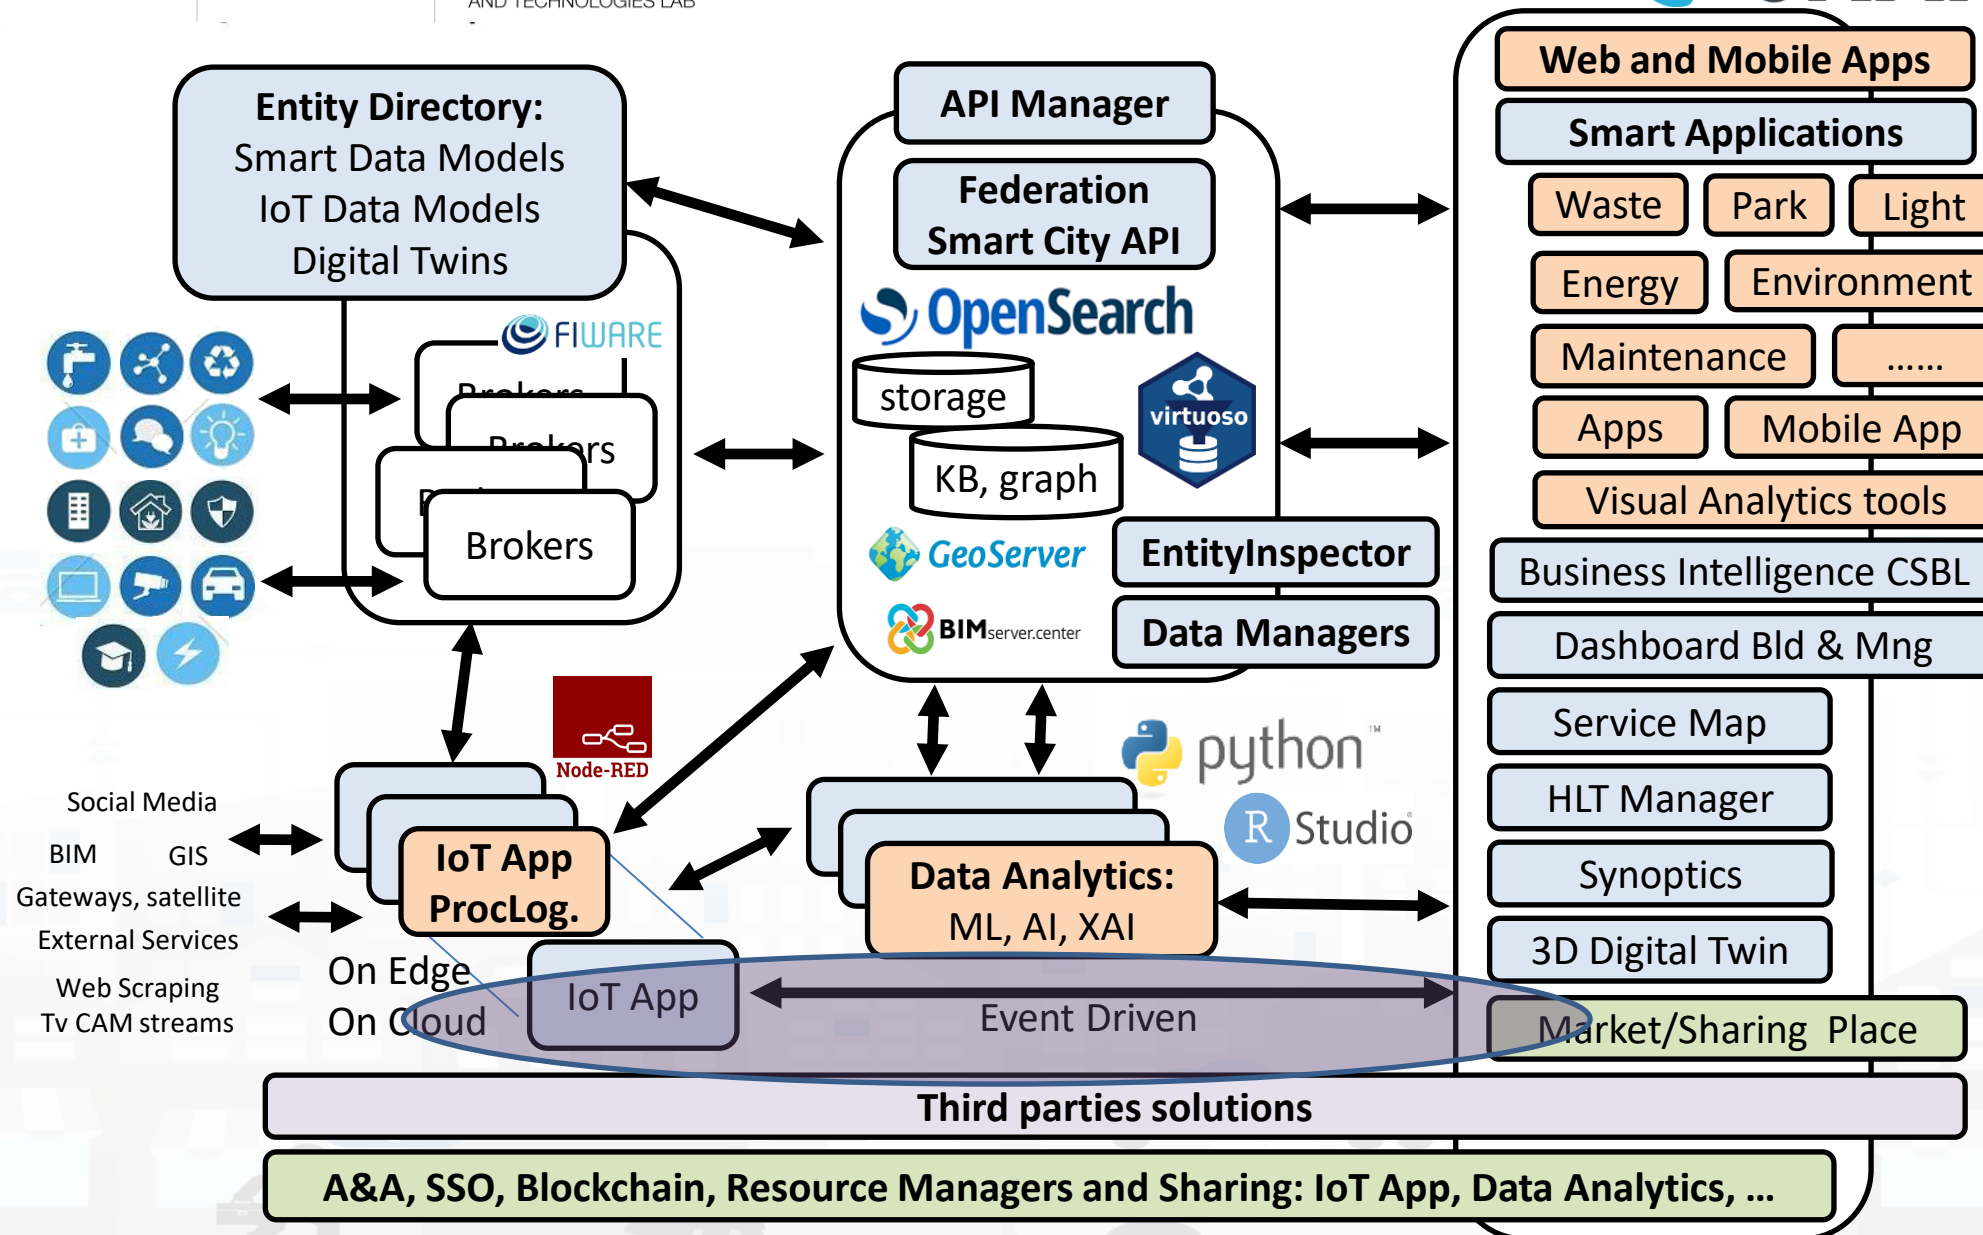 AND TECHNOLOGIES LAB
Entity Directory:
Smart Data Models
IoT Data Models
Digital Twins
FIWARE
Brokers
Brokers
Brokers
API Manager
Federation
Smart City API
OpenSearch
storage
virtuoso
KB, graph
GeoServer
EntityInspector
BIMserver.center
Data Managers
Web and Mobile Apps
Smart Applications
Waste
Park
Light
Energy
Environment
Maintenance
......
Apps
Mobile App
Visual Analytics tools
Business Intelligence CSBL
Dashboard Bld & Mng
Service Map
HLT Manager
Synoptics
3D Digital Twin
Market/Sharing Place
Node-RED
python™
R Studio
Social Media
BIM GIS
Gateways, satellite
External Services
Web Scraping
Tv CAM streams
IoT App
ProcLog.
On Edge
On Cloud
IoT App
Data Analytics:
ML, AI, XAI
Event Driven
Third parties solutions
A&A, SSO, Blockchain, Resource Managers and Sharing: IoT App, Data Analytics, ...